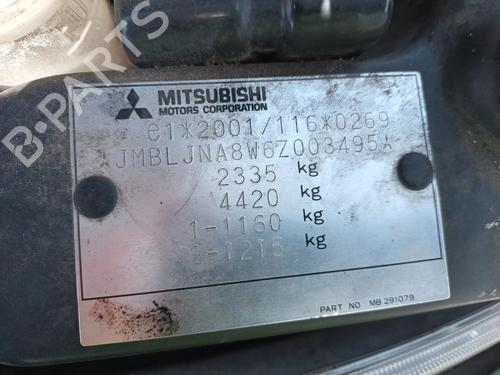 MITSUBISHI
MOTORS CORPORATION
e1*2001/116*0269
*JMBLJNA8W6Z003495*
2335 kg
4420 kg
1-1160 kg
2-1215 kg
PART NO MB 291079
B-PARTS